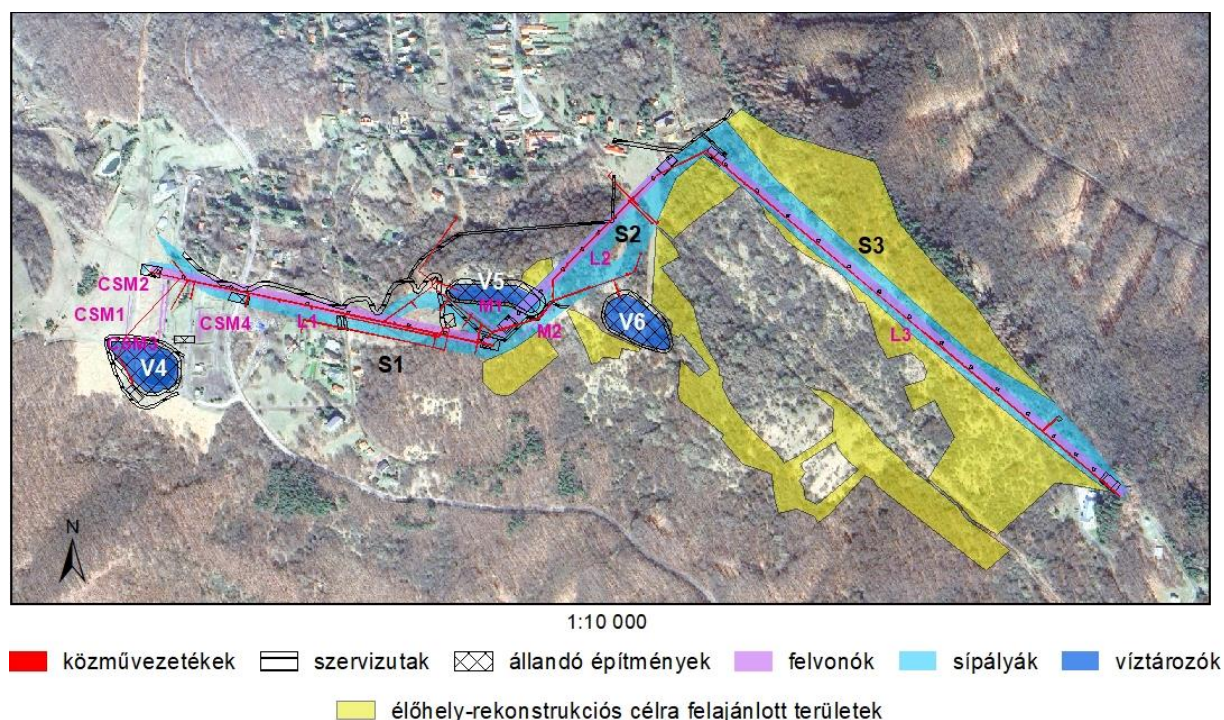 CSM2
CSM1
CSM3
CSM4
V4
L1
S1
V5
M1
M2
L2
S2
V6
S3
L3
N
1:10 000
közművezetékek szervizutak állandó építmények felvonók sípályák víztározók
élőhely-rekonstrukciós célra felajánlott területek